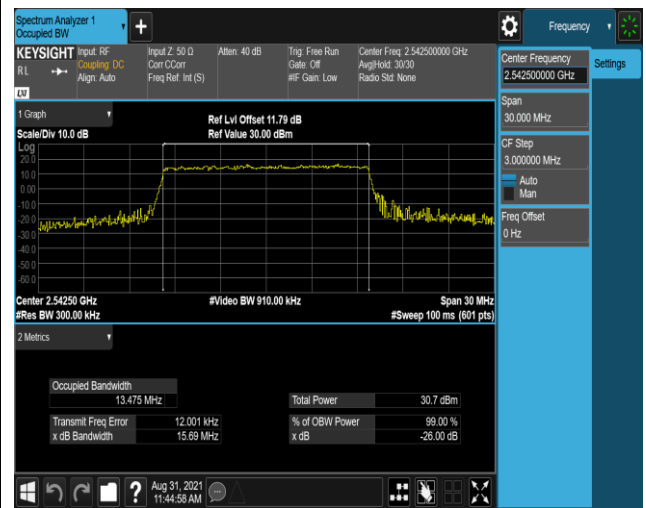 Spectrum Analyzer 1
Occupied BW
Frequency
KEYSIGHT
RL
LXI
Input: RF
Coupling: DC
Align: Auto
Input Z: 50 Ω
Corr CCorr
Freq Ref: Int (S)
Atten: 40 dB
Trig: Free Run
Gate: Off
#IF Gain: Low
Center Freq: 2.542500000 GHz
Avg|Hold: 30/30
Radio Std: None
Center Frequency
2.542500000 GHz
Settings
Span
30.000 MHz
CF Step
3.000000 MHz
Auto
Man
Freq Offset
0 Hz
1 Graph
Scale/Div 10.0 dB
Ref Lvl Offset 11.79 dB
Ref Value 30.00 dBm
Log
20.0
10.0
0.00
-10.0
-20.0
-30.0
-40.0
-50.0
-60.0
Center 2.54250 GHz
#Video BW 910.00 kHz
Span 30 MHz
#Res BW 300.00 kHz
#Sweep 100 ms (601 pts)
2 Metrics
Occupied Bandwidth
13.475 MHz
Total Power 30.7 dBm
Transmit Freq Error 12.001 kHz
% of OBW Power 99.00 %
x dB Bandwidth 15.69 MHz
x dB -26.00 dB
?
Aug 31, 2021
11:44:58 AM